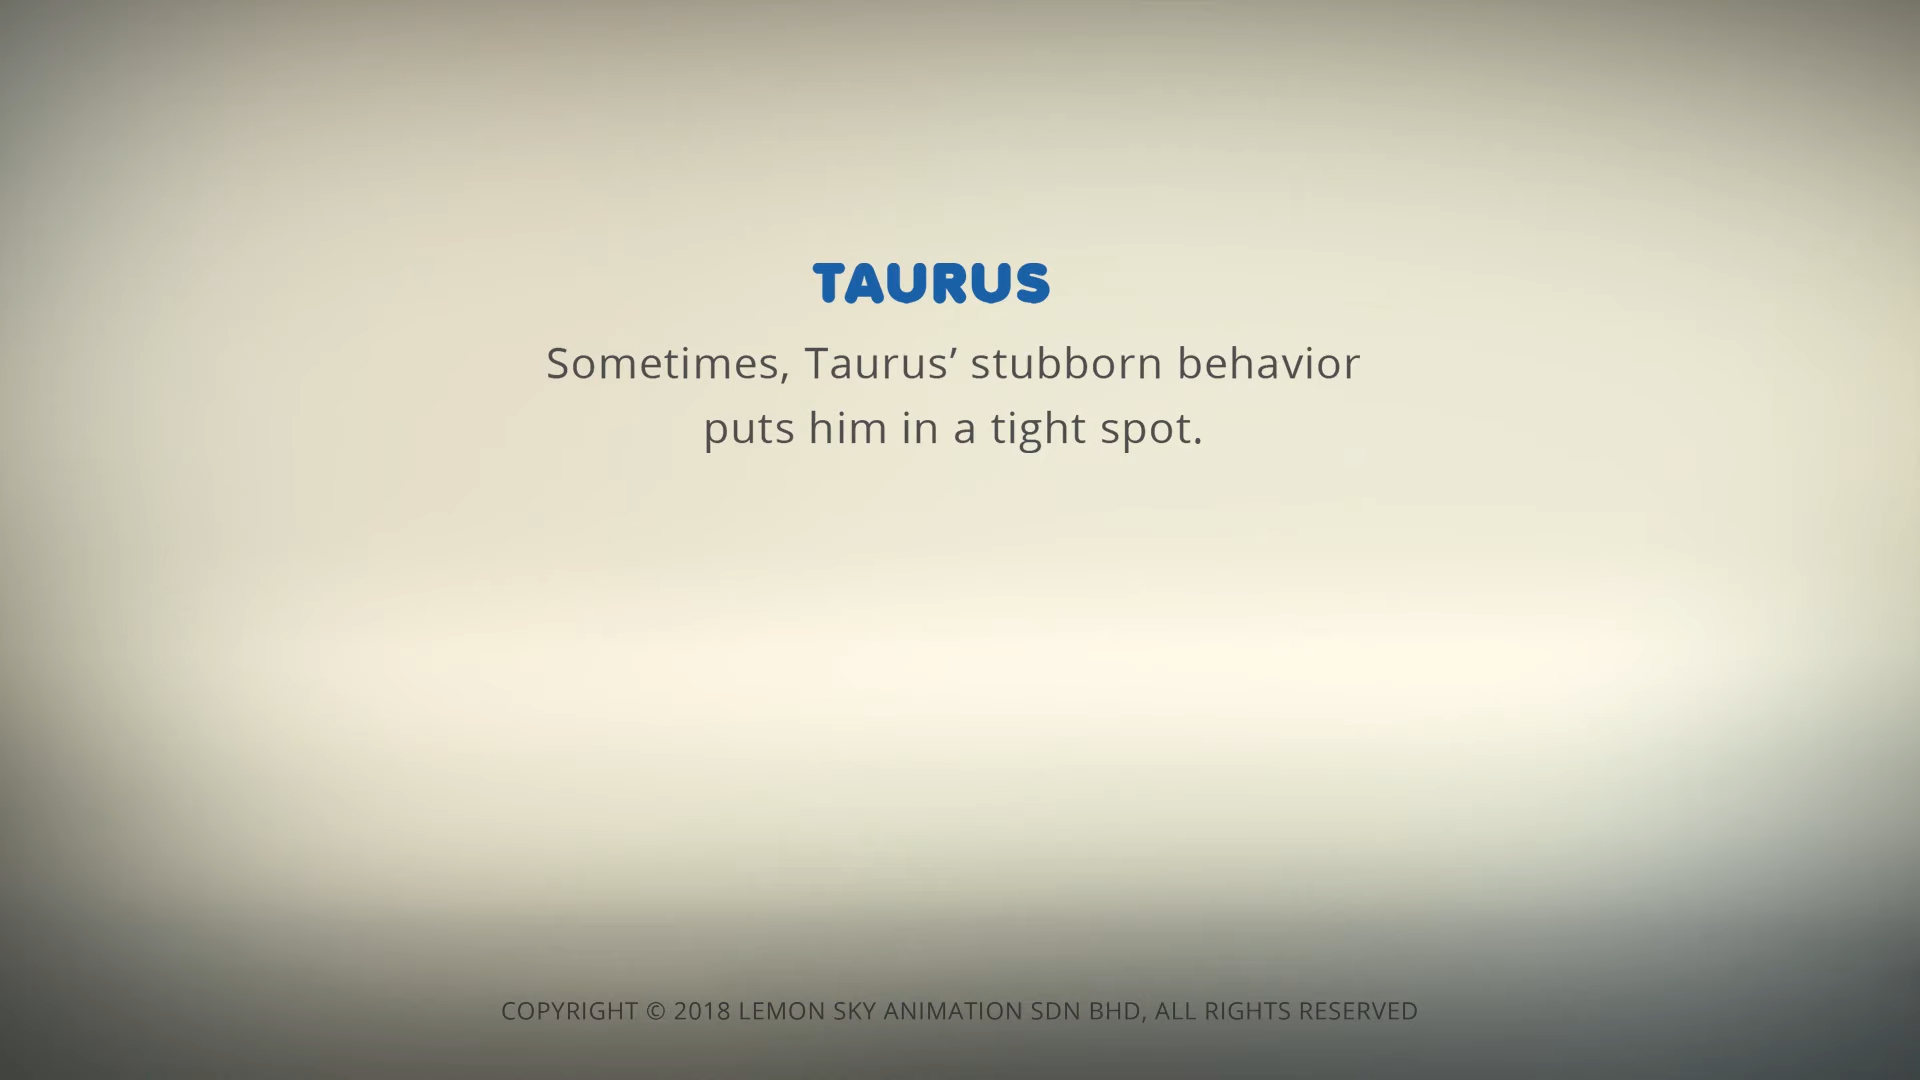 TAURUS
Sometimes, Taurus’ stubborn behavior
puts him in a tight spot.
COPYRIGHT © 2018 LEMON SKY ANIMATION SDN BHD, ALL RIGHTS RESERVED